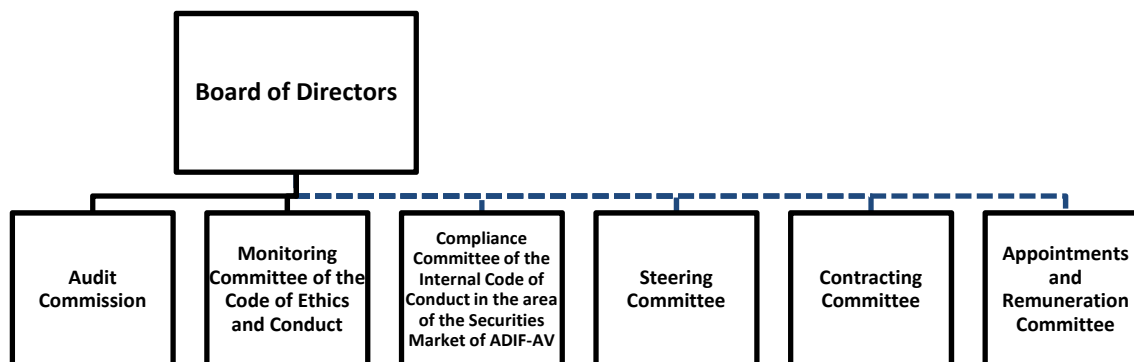 Board of Directors
Audit
Commission
Monitoring
Committee of the
Code of Ethics
and Conduct
Compliance
Committee of the
Internal Code of
Conduct in the area
of the Securities
Market of ADIF-AV
Steering
Committee
Contracting
Committee
Appointments
and
Remuneration
Committee